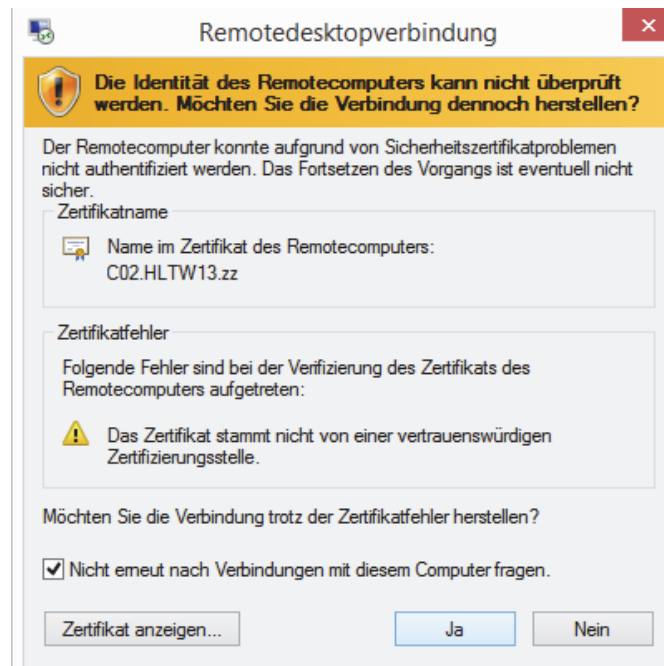 Remotedesktopverbindung
Die Identität des Remotecomputers kann nicht überprüft
werden. Möchten Sie die Verbindung dennoch herstellen?
Der Remotecomputer konnte aufgrund von Sicherheitszertifikatproblemen
nicht authentifiziert werden. Das Fortsetzen des Vorgangs ist eventuell nicht
sicher.
Zertifikatname
Name im Zertifikat des Remotecomputers:
C02.HLTW13.zz
Zertifikatfehler
Folgende Fehler sind bei der Verifizierung des Zertifikats des
Remotecomputers aufgetreten:
Das Zertifikat stammt nicht von einer vertrauenswürdigen
Zertifizierungsstelle.
Möchten Sie die Verbindung trotz der Zertifikatfehler herstellen?
Nicht erneut nach Verbindungen mit diesem Computer fragen.
Zertifikat anzeigen... Ja Nein